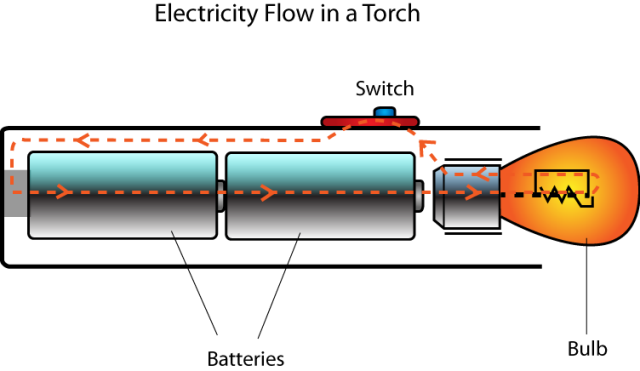 Electricity Flow in a Torch
Switch
Batteries
Bulb